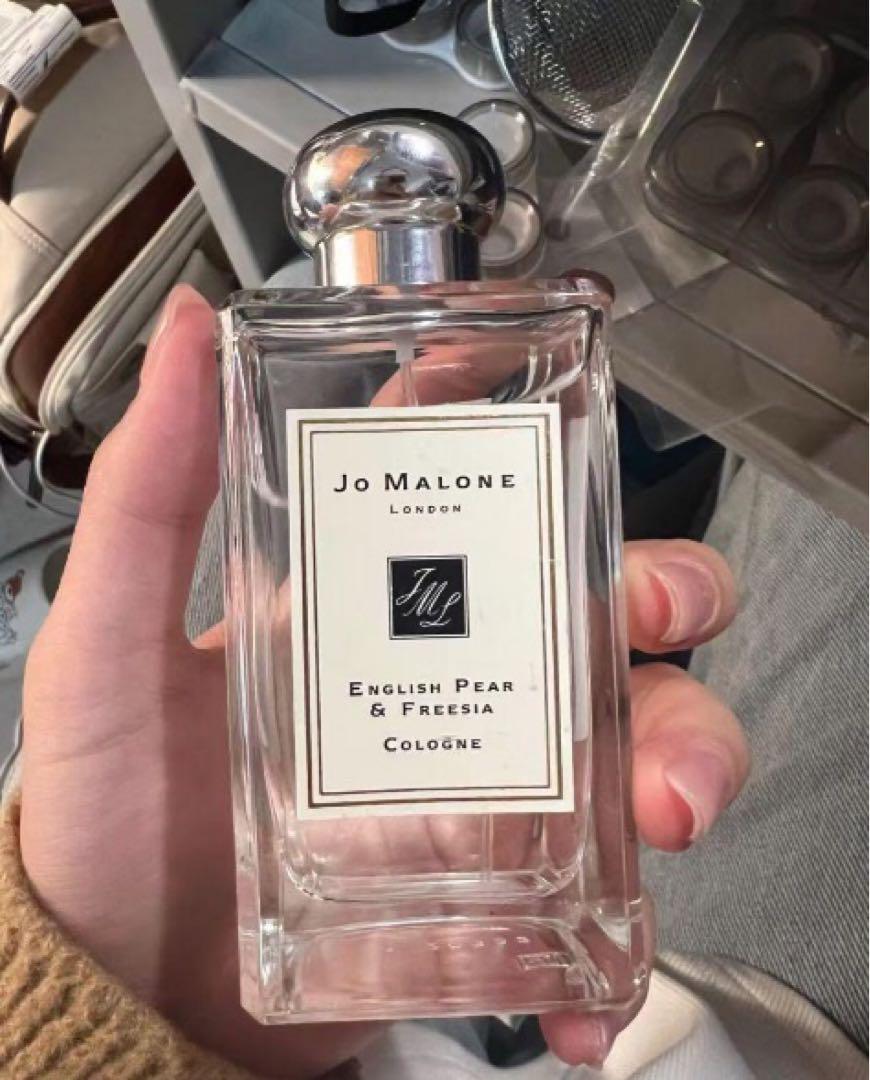 JO MALONE
LONDON
JML
ENGLISH PEAR
& FREESIA
COLOGNE